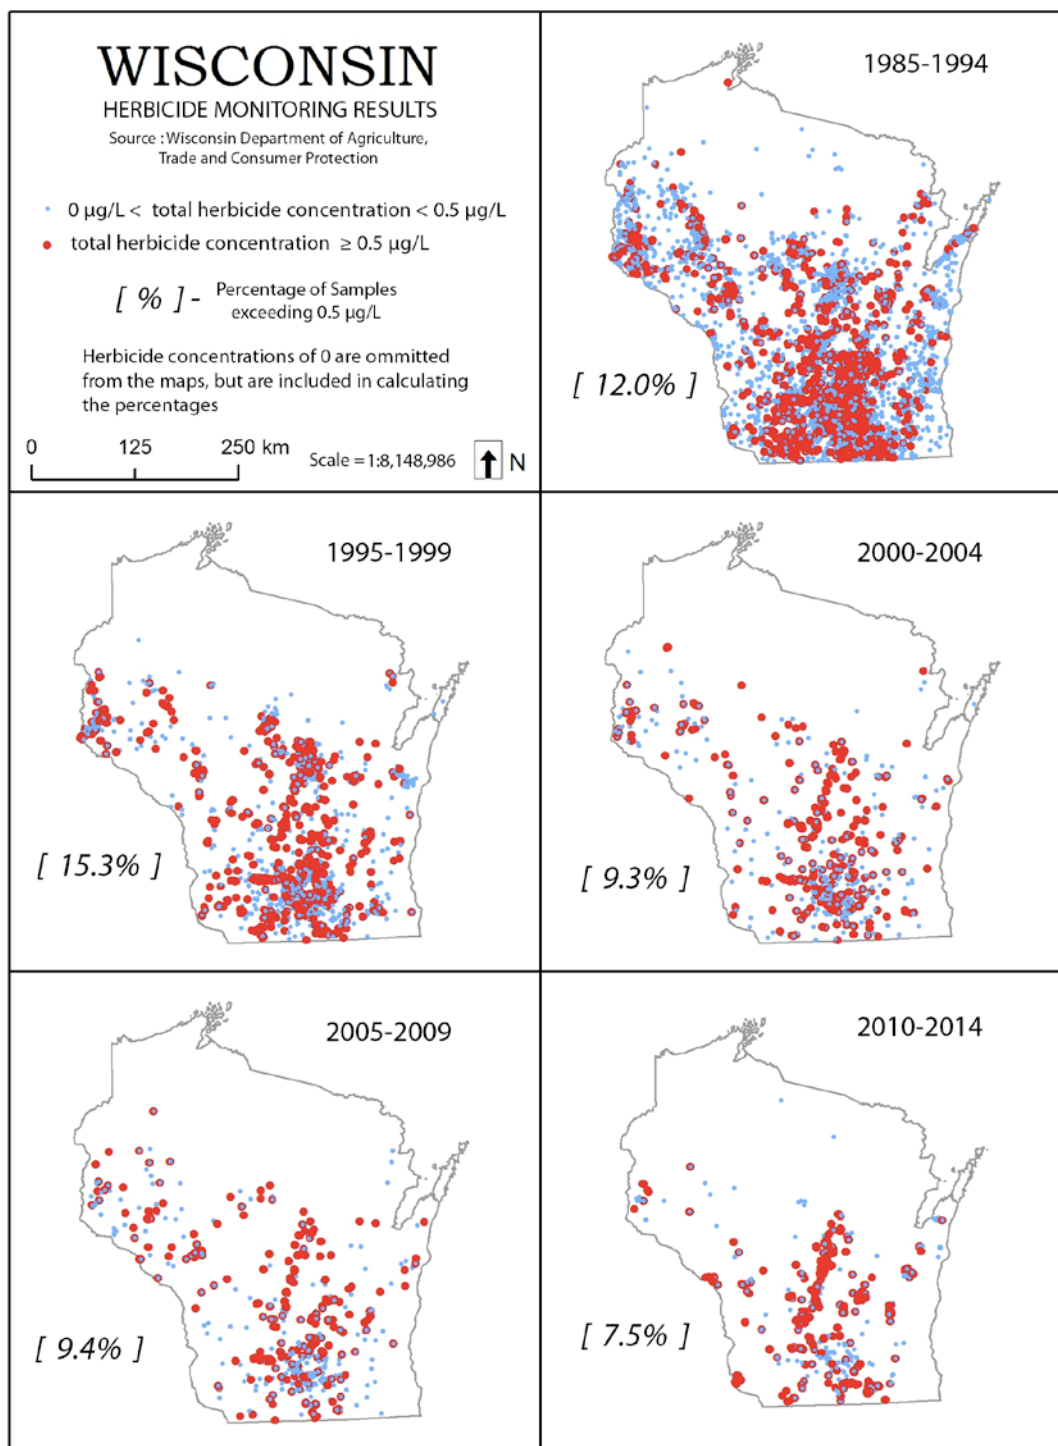 WISCONSIN
HERBICIDE MONITORING RESULTS
Source : Wisconsin Department of Agriculture,
Trade and Consumer Protection
0 µg/L < total herbicide concentration < 0.5 µg/L
total herbicide concentration ≥ 0.5 µg/L
[ % ] - Percentage of Samples
exceeding 0.5 µg/L
Herbicide concentrations of 0 are ommitted
from the maps, but are included in calculating
the percentages
0 125 250 km
Scale = 1:8,148,986
N
1985-1994
[ 12.0% ]
1995-1999
[ 15.3% ]
2000-2004
[ 9.3% ]
2005-2009
[ 9.4% ]
2010-2014
[ 7.5% ]